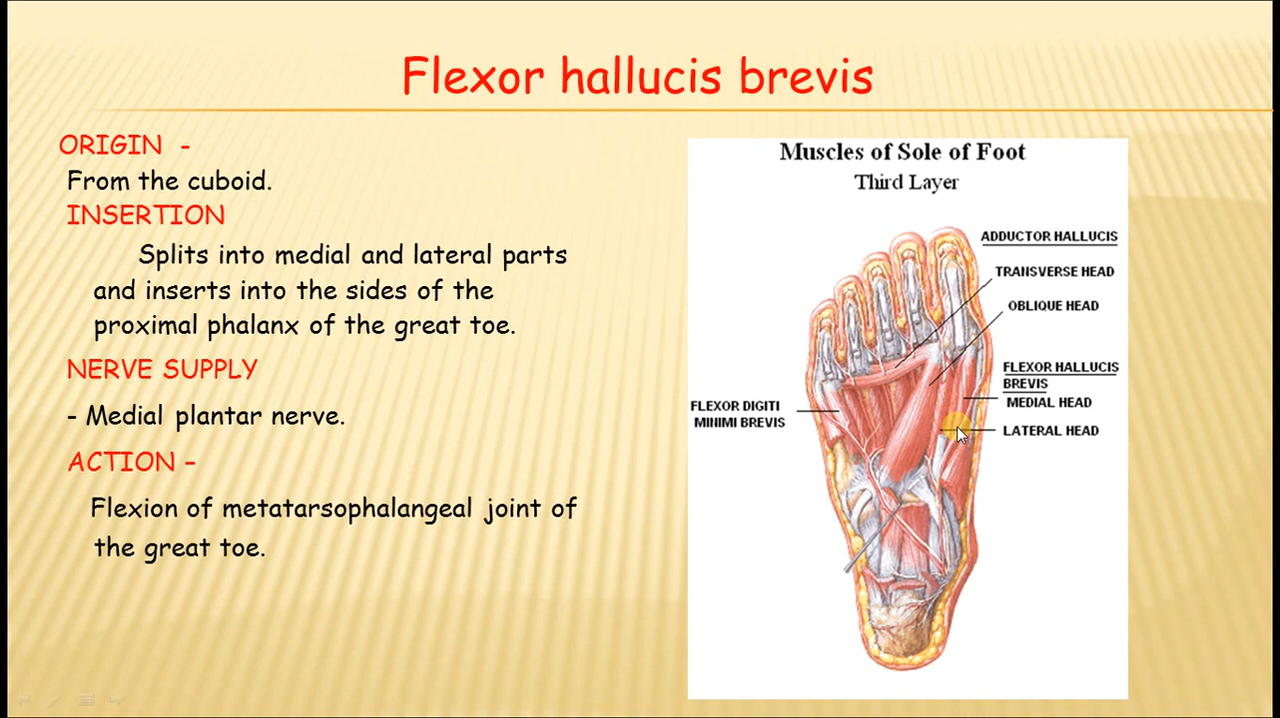 Flexor hallucis brevis
ORIGIN -
From the cuboid.
INSERTION
Splits into medial and lateral parts
and inserts into the sides of the
proximal phalanx of the great toe.
NERVE SUPPLY
- Medial plantar nerve.
ACTION –
Flexion of metatarsophalangeal joint of
the great toe.
Muscles of Sole of Foot
Third Layer
ADDUCTOR HALLUCIS
TRANSVERSE HEAD
OBLIQUE HEAD
FLEXOR HALLUCIS
BREVIS
MEDIAL HEAD
LATERAL HEAD
FLEXOR DIGITI
MINIMI BREVIS